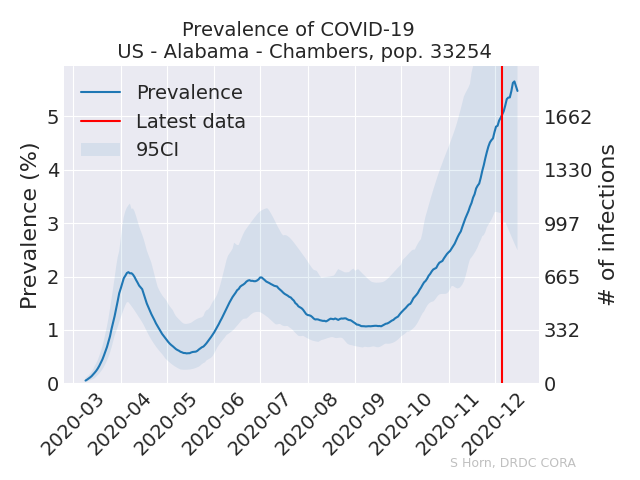 Prevalence of COVID-19
US - Alabama - Chambers, pop. 33254
Prevalence
Latest data
95CI
Prevalence (%)
5
4
3
2
1
0
1662
1330
997
665
332
0
# of infections
2020-03
2020-04
2020-05
2020-06
2020-07
2020-08
2020-09
2020-10
2020-11
2020-12
S Horn, DRDC CORA